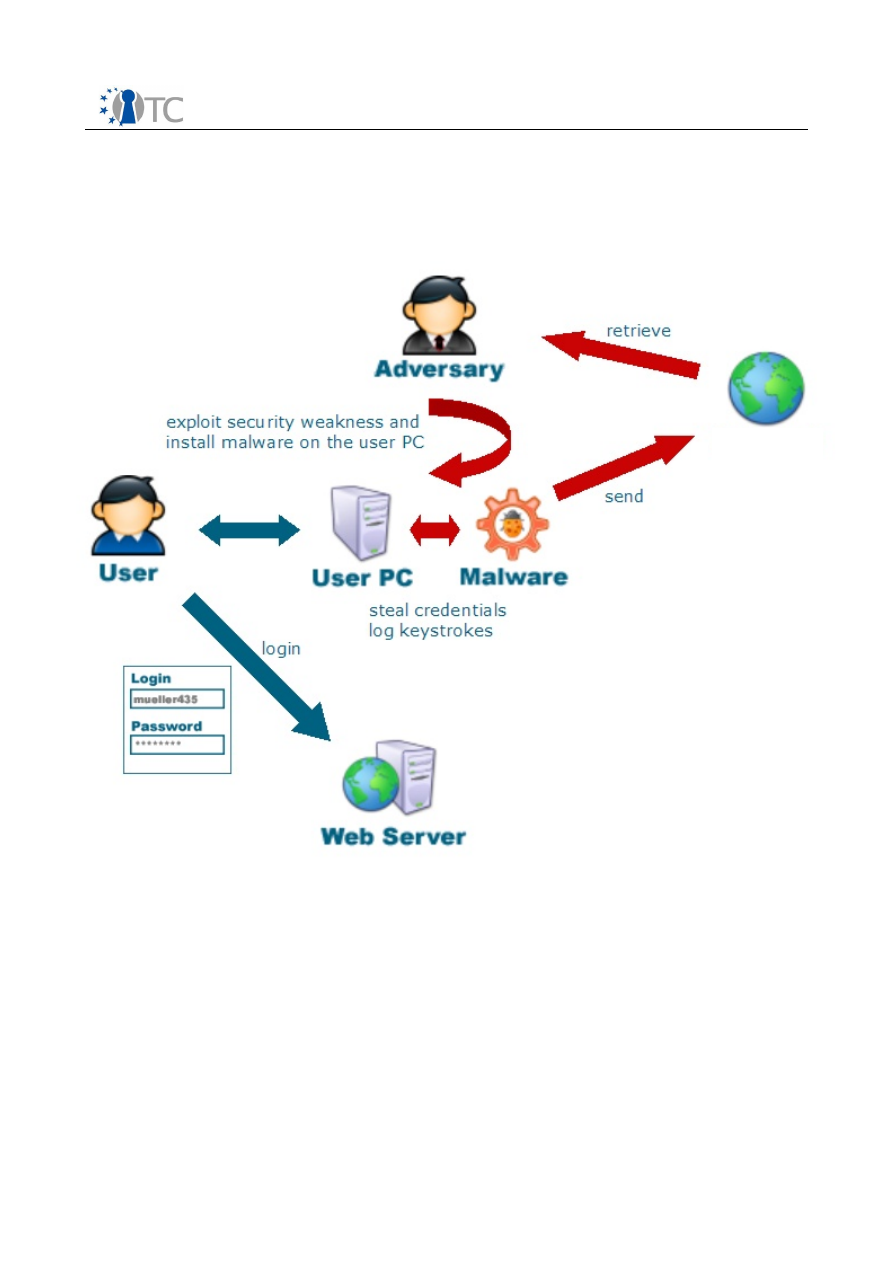 TC
retrieve
Adversary
exploit security weakness and
install malware on the user PC
send
User
User PC
Malware
steal credentials
log keystrokes
login
Login
mueller435
Password
********
Web Server